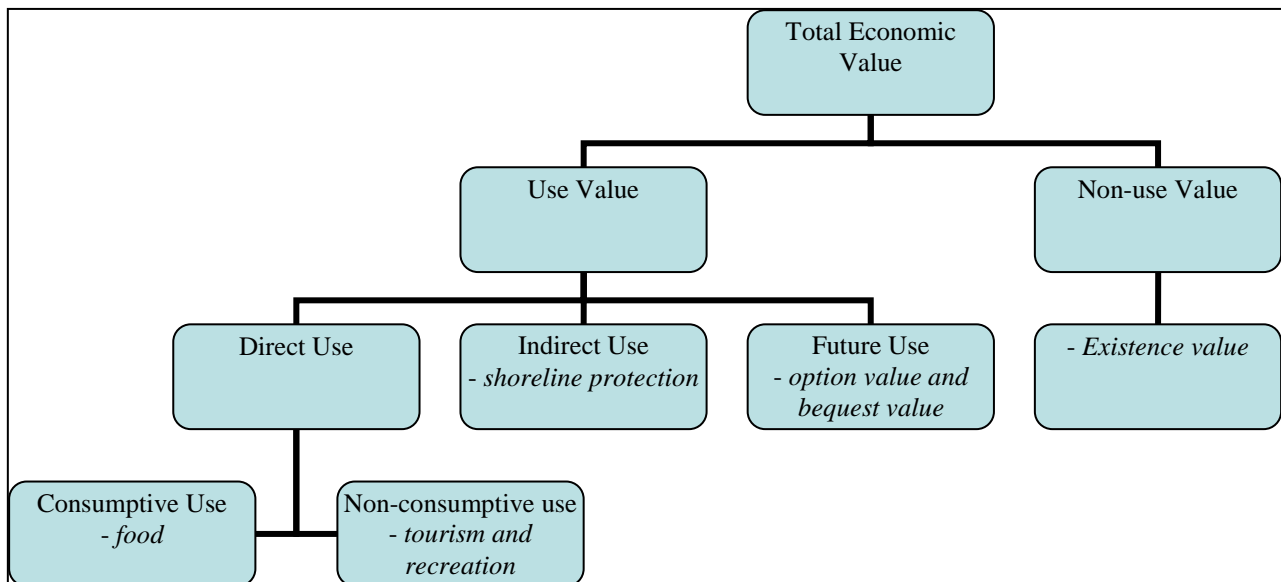 Total Economic
Value
Use Value
Non-use Value
Direct Use
Indirect Use
- shoreline protection
Future Use
- option value and
bequest value
- Existence value
Consumptive Use
- food
Non-consumptive use
- tourism and
recreation